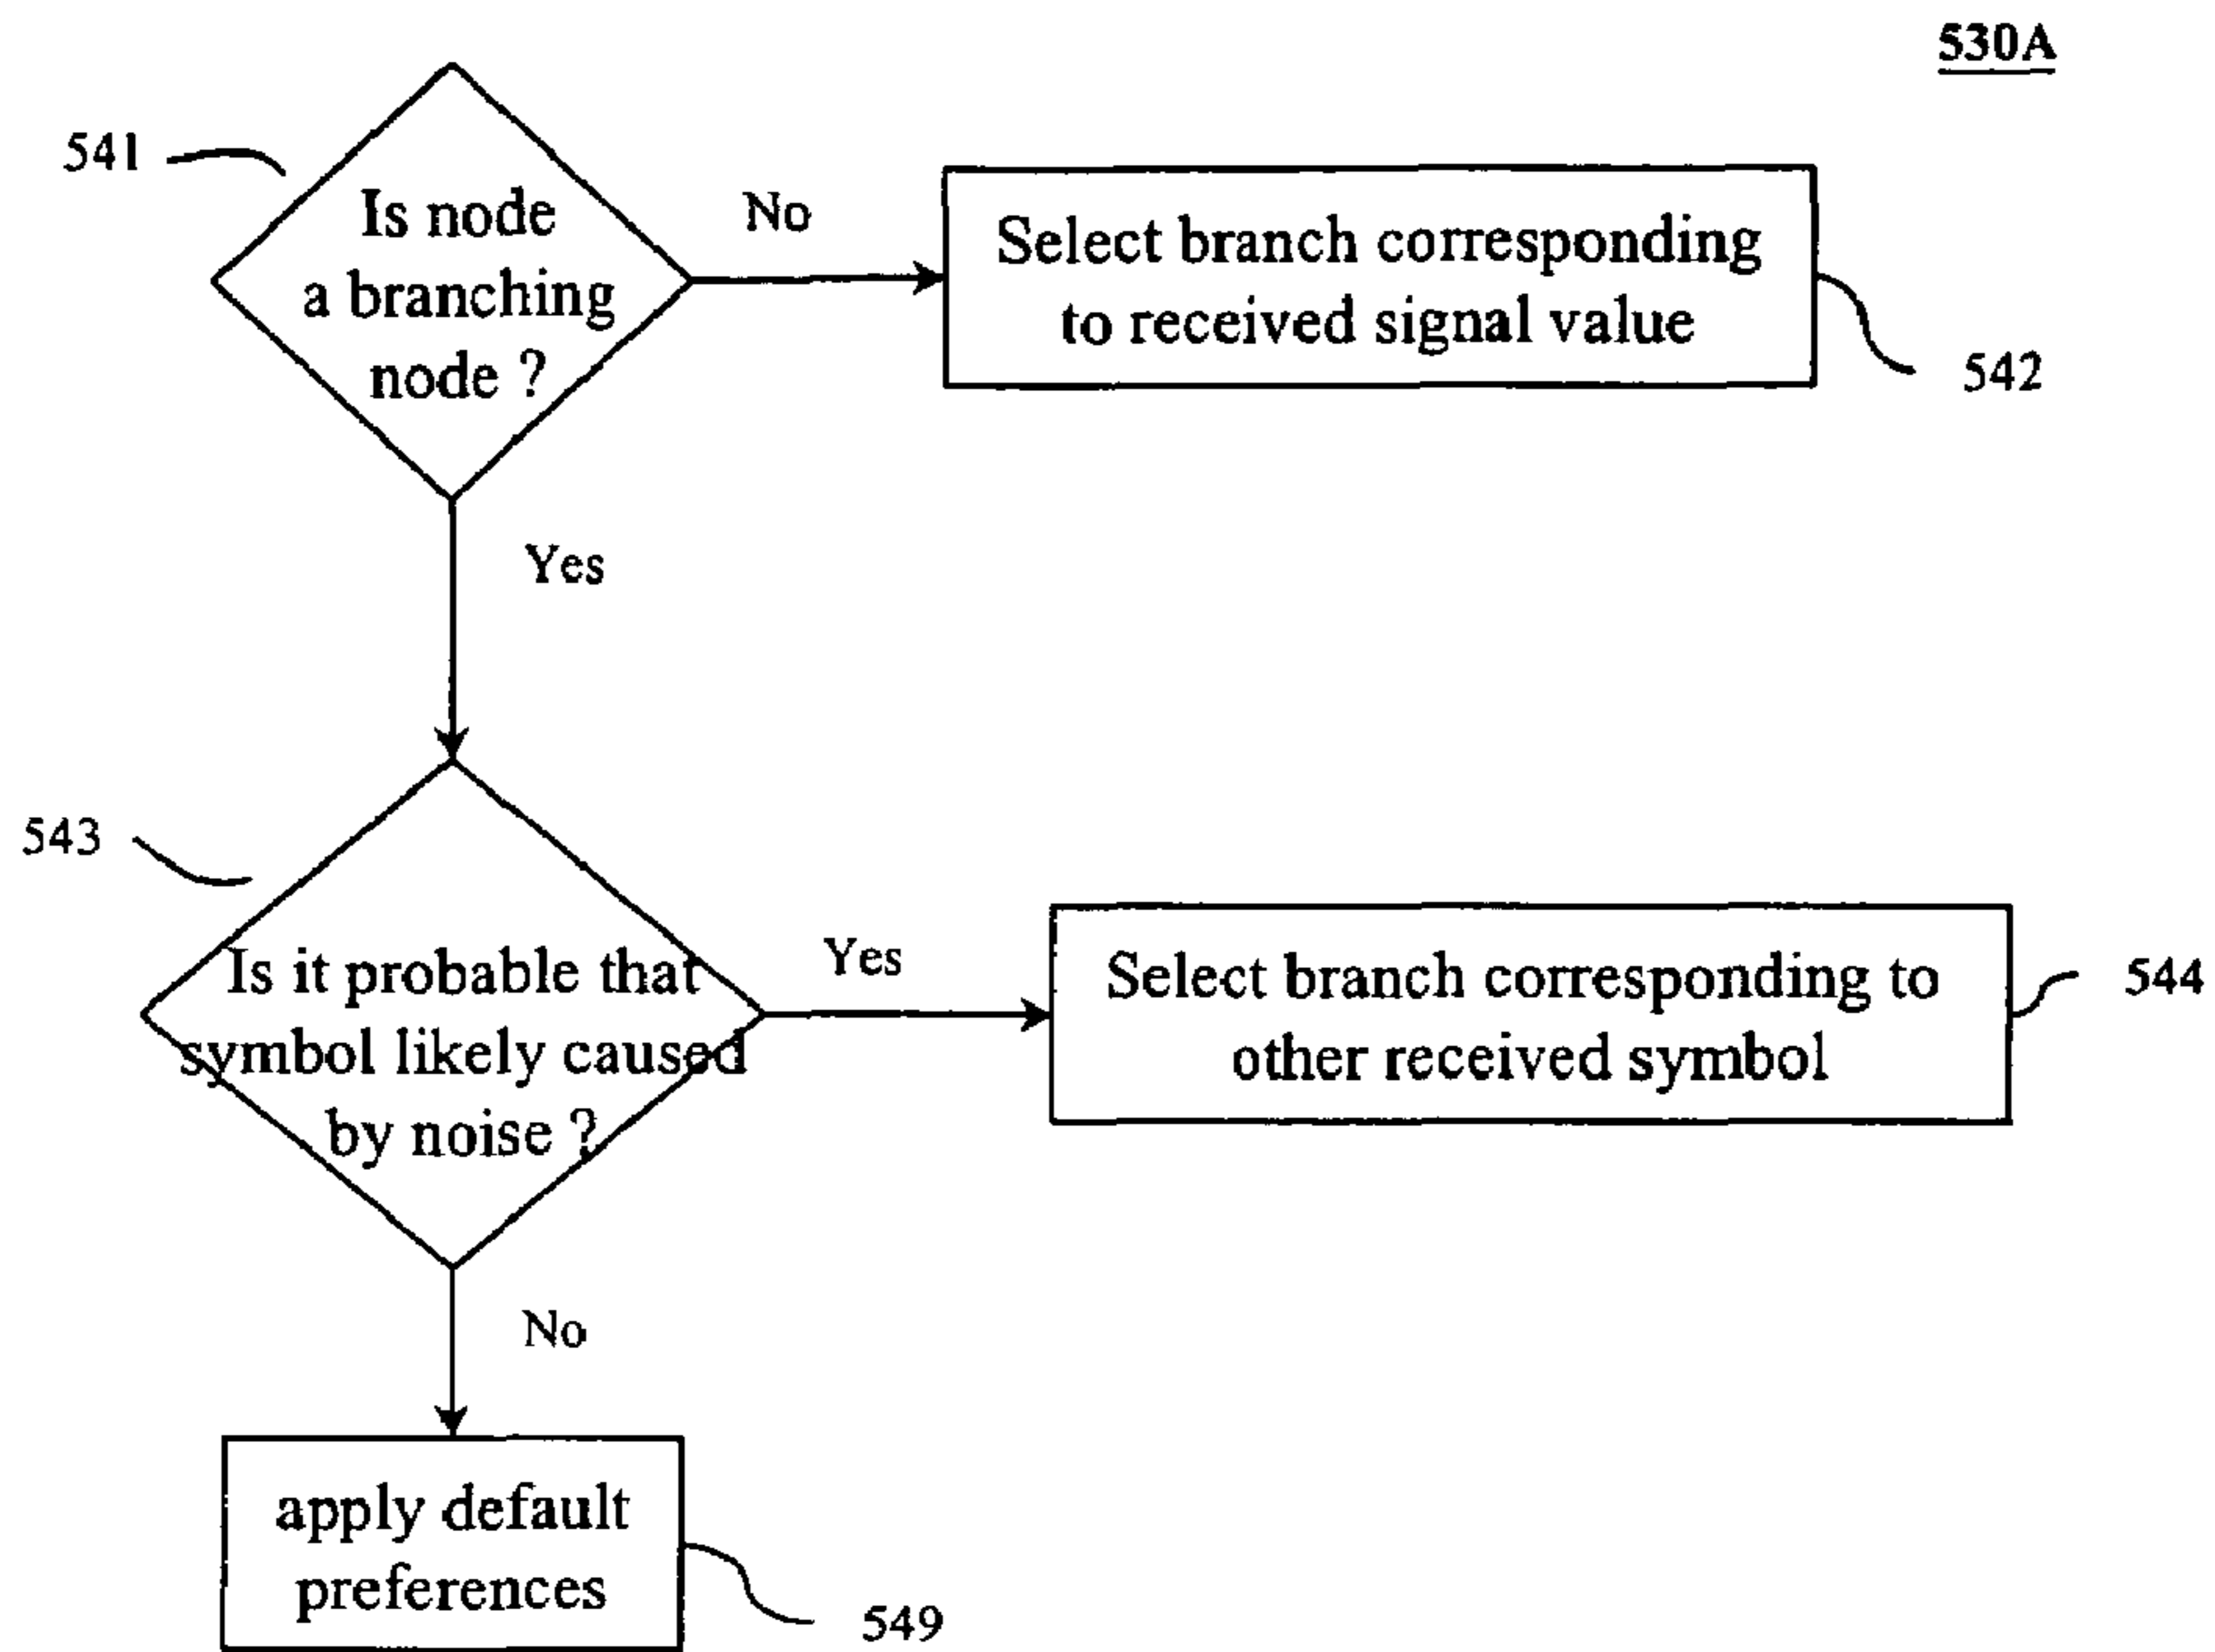 530A
541
Is node
a branching
node ?
No
Select branch corresponding
to received signal value
542
Yes
543
Is it probable that
symbol likely caused
by noise ?
Yes
Select branch corresponding to
other received symbol
544
No
apply default
preferences
549